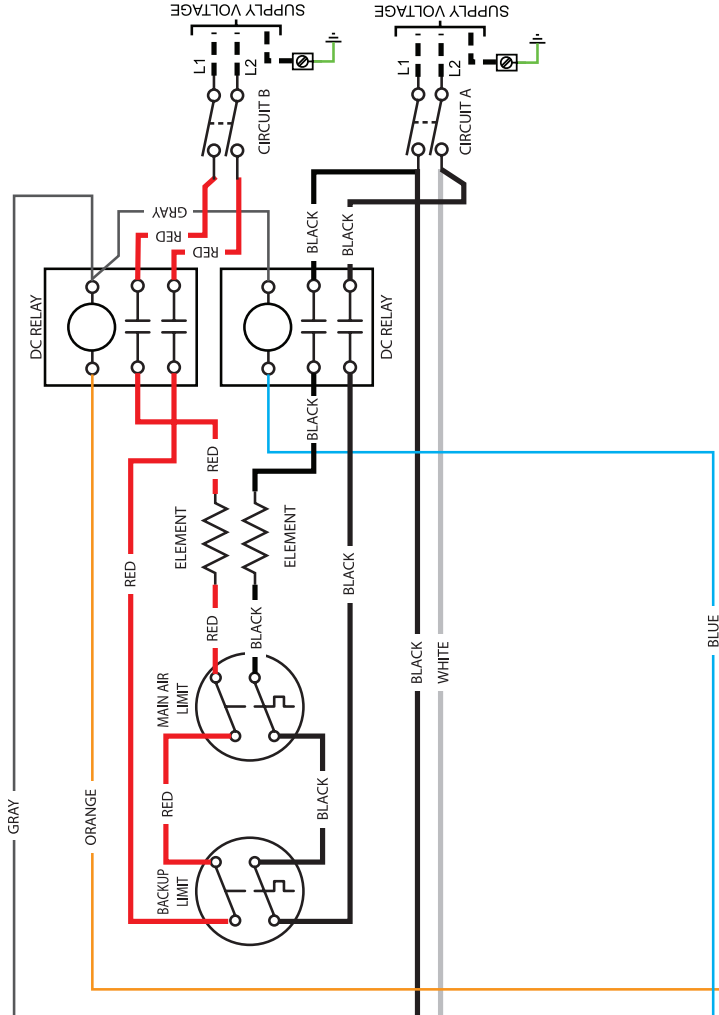 SUPPLY VOLTAGE
SUPPLY VOLTAGE
L1
L2
L1
L2
CIRCUIT B
CIRCUIT A
GRAY
RED
RED
BLACK
BLACK
DC RELAY
DC RELAY
BLACK
RED
ELEMENT
ELEMENT
RED
BLACK
RED
BLACK
BLUE
BLACK
WHITE
MAIN AIR
LIMIT
RED
BLACK
GRAY
ORANGE
BACKUP
LIMIT